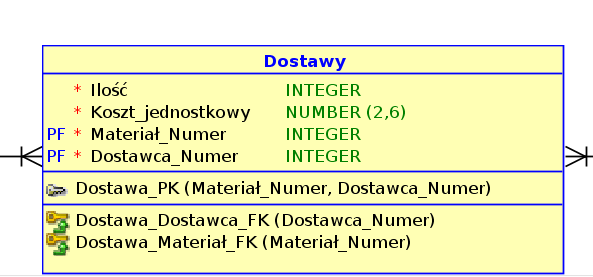 Dostawy
* Ilość INTEGER
* Koszt_jednostkowy NUMBER (2,6)
PF * Materiał_Numer INTEGER
PF * Dostawca_Numer INTEGER
Dostawa_PK (Materiał_Numer, Dostawca_Numer)
Dostawa_Dostawca_FK (Dostawca_Numer)
Dostawa_Materiał_FK (Materiał_Numer)